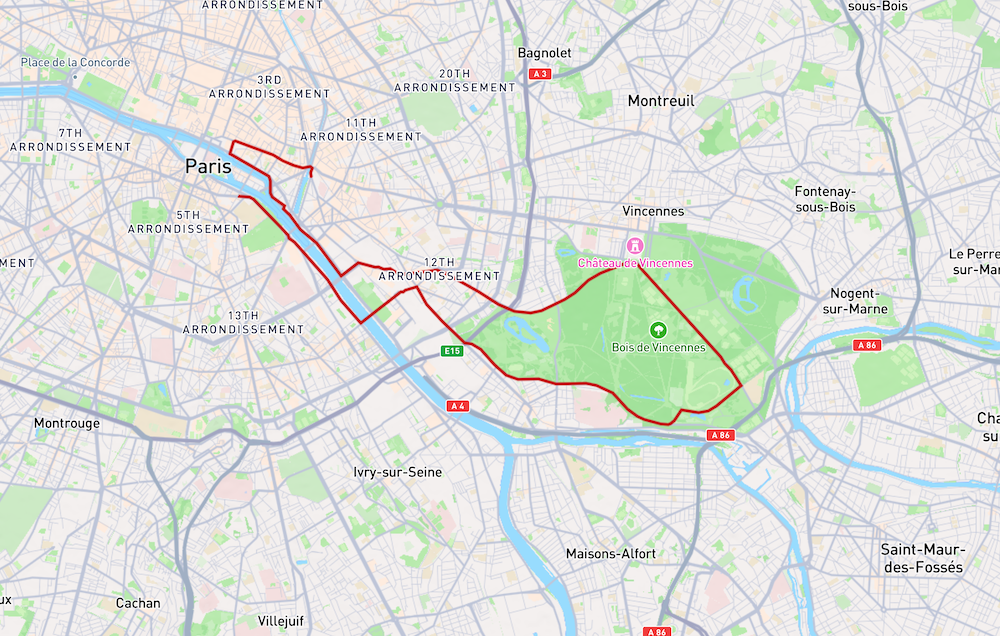 ARRONDISSEMENT
sous-Bois
Place de la Concorde
Bagnolet
A 3
3RD
ARRONDISSEMENT
20TH
ARRONDISSEMENT
Montreuil
7TH
ARRONDISSEMENT
11TH
ARRONDISSEMENT
Paris
Fontenay-
sous-Bois
5TH
ARRONDISSEMENT
Vincennes
MENT
12TH
ARRONDISSEMENT
Château de Vincennes
Le Perre
sur-Mar
Nogent-
sur-Marne
13TH
ARRONDISSEMENT
Bois de Vincennes
E15
A 86
A 4
Montrouge
A 86
Cha
su
Ivry-sur-Seine
Maisons-Alfort
Saint-Maur-
des-Fossés
ux
Cachan
Villejuif
A 86